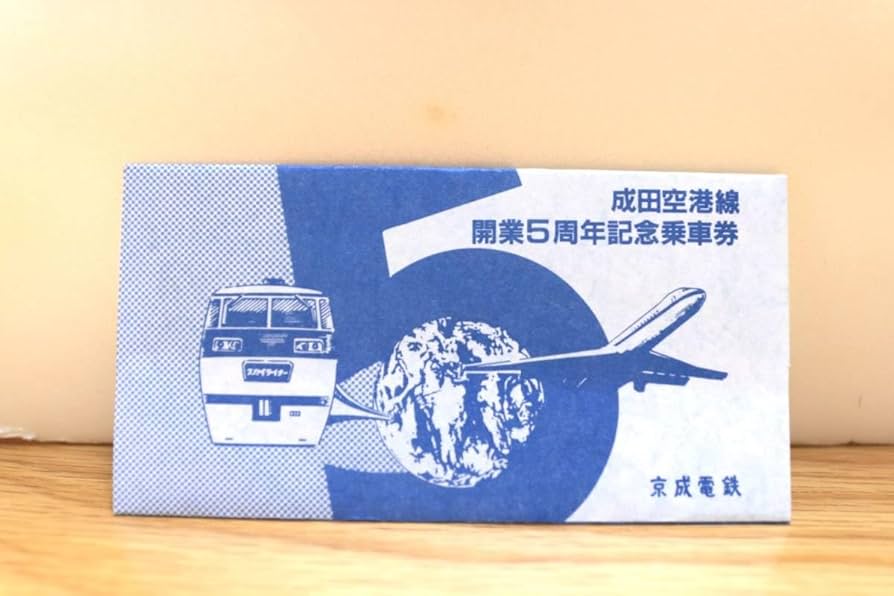 成田空港線
開業5周年記念乗車券
スカイライナー
京成電鉄